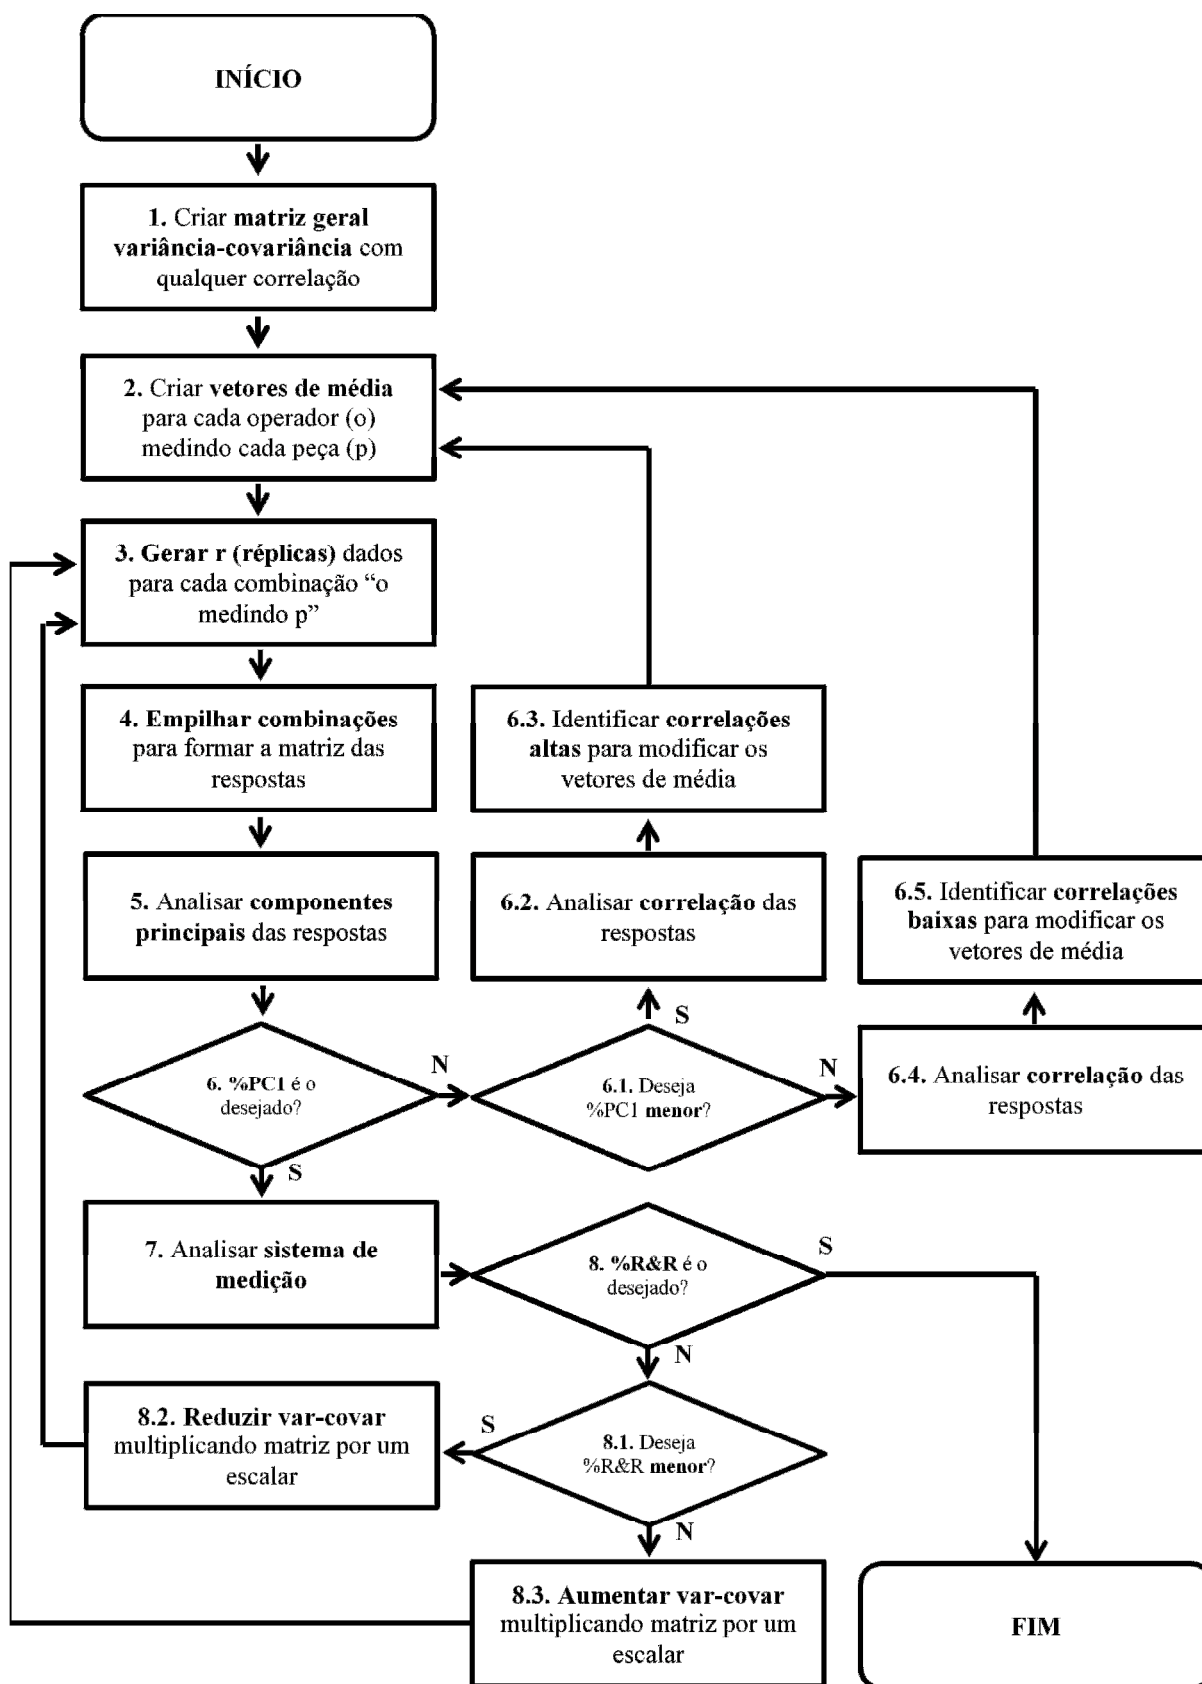 INÍCIO
1. Criar matriz geral
variância-covariância com
qualquer correlação
2. Criar vetores de média
para cada operador (o)
medindo cada peça (p)
3. Gerar r (réplicas) dados
para cada combinação “o
medindo p”
4. Empilhar combinações
para formar a matriz das
respostas
6.3. Identificar correlações
altas para modificar os
vetores de média
5. Analisar componentes
principais das respostas
6.2. Analisar correlação das
respostas
6.5. Identificar correlações
baixas para modificar os
vetores de média
6. %PC1 é o
desejado?
N
S
6.1. Deseja
%PC1 menor?
S
N
6.4. Analisar correlação das
respostas
7. Analisar sistema de
medição
8. %R&R é o
desejado?
S
N
8.2. Reduzir var-covar
multiplicando matriz por um
escalar
S
8.1. Deseja
%R&R menor?
N
8.3. Aumentar var-covar
multiplicando matriz por um
escalar
FIM